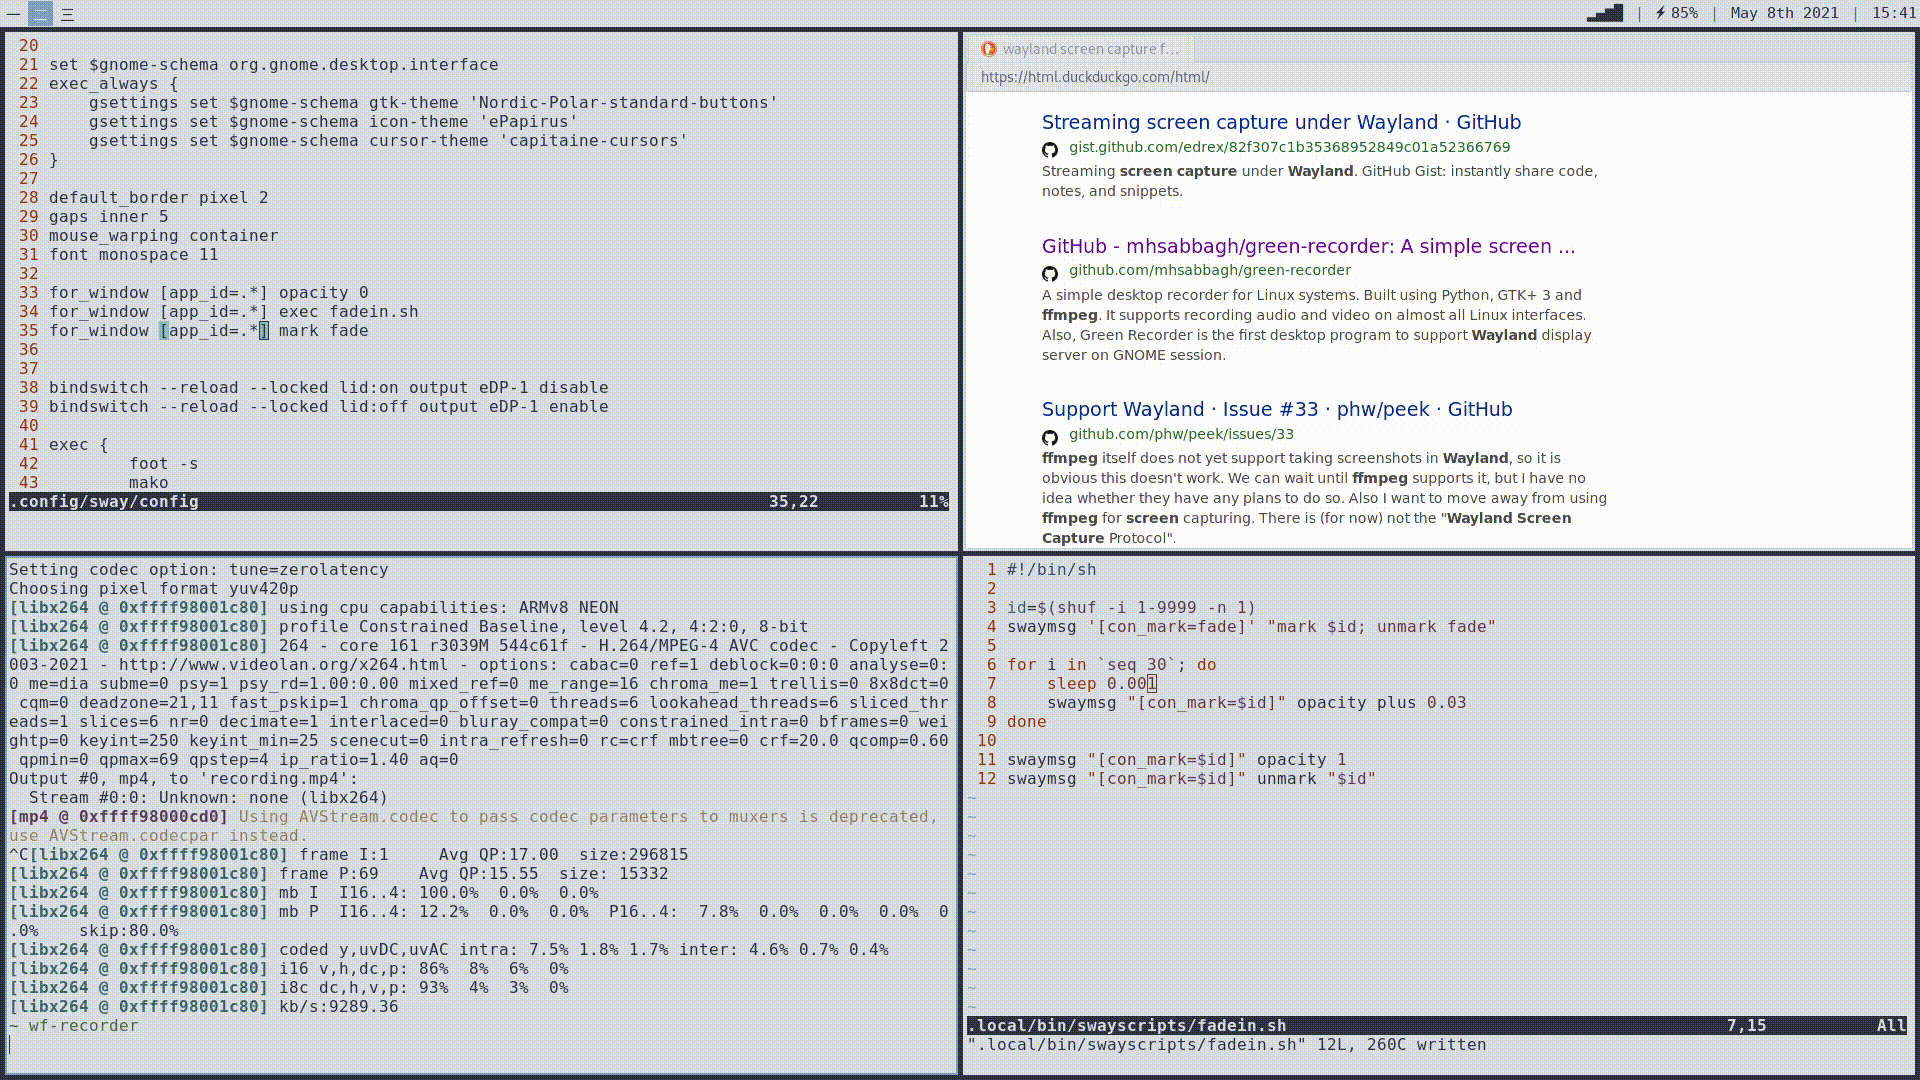 一 二 三
| 85% | May 8th 2021 | 15:41
20
21 set $gnome-schema org.gnome.desktop.interface
22 exec_always {
23     gsettings set $gnome-schema gtk-theme 'Nordic-Polar-standard-buttons'
24     gsettings set $gnome-schema icon-theme 'ePapirus'
25     gsettings set $gnome-schema cursor-theme 'capitaine-cursors'
26 }
27
28 default_border pixel 2
29 gaps inner 5
30 mouse_warping container
31 font monospace 11
32
33 for_window [app_id=.*] opacity 0
34 for_window [app_id=.*] exec fadein.sh
35 for_window [app_id=.*] mark fade
36
37
38 bindswitch --reload --locked lid:on output eDP-1 disable
39 bindswitch --reload --locked lid:off output eDP-1 enable
40
41 exec {
42         foot -s
43         mako
.config/sway/config 35,22 11%
wayland screen capture f...
https://html.duckduckgo.com/html/
Streaming screen capture under Wayland · GitHub
gist.github.com/edrex/82f307c1b35368952849c01a52366769
Streaming screen capture under Wayland. GitHub Gist: instantly share code,
notes, and snippets.
GitHub - mhsabbagh/green-recorder: A simple screen ...
github.com/mhsabbagh/green-recorder
A simple desktop recorder for Linux systems. Built using Python, GTK+ 3 and
ffmpeg. It supports recording audio and video on almost all Linux interfaces.
Also, Green Recorder is the first desktop program to support Wayland display
server on GNOME session.
Support Wayland · Issue #33 · phw/peek · GitHub
github.com/phw/peek/issues/33
ffmpeg itself does not yet support taking screenshots in Wayland, so it is
obvious this doesn't work. We can wait until ffmpeg supports it, but I have no
idea whether they have any plans to do so. Also I want to move away from using
ffmpeg for screen capturing. There is (for now) not the "Wayland Screen
Capture Protocol".
Setting codec option: tune=zerolatency
Choosing pixel format yuv420p
[libx264 @ 0xffff98001c80] using cpu capabilities: ARMv8 NEON
[libx264 @ 0xffff98001c80] profile Constrained Baseline, level 4.2, 4:2:0, 8-bit
[libx264 @ 0xffff98001c80] 264 - core 161 r3039M 544c61f - H.264/MPEG-4 AVC codec - Copyleft 2
003-2021 - http://www.videolan.org/x264.html - options: cabac=0 ref=1 deblock=0:0:0 analyse=0:
0 me=dia subme=0 psy=1 psy_rd=1.00:0.00 mixed_ref=0 me_range=16 chroma_me=1 trellis=0 8x8dct=0
cqm=0 deadzone=21,11 fast_pskip=1 chroma_qp_offset=0 threads=6 lookahead_threads=6 sliced_thr
eads=1 slices=6 nr=0 decimate=1 interlaced=0 bluray_compat=0 constrained_intra=0 bframes=0 wei
ghtp=0 keyint=250 keyint_min=25 scenecut=0 intra_refresh=0 rc=crf mbtree=0 crf=20.0 qcomp=0.60
qpmin=0 qpmax=69 qpstep=4 ip_ratio=1.40 aq=0
Output #0, mp4, to 'recording.mp4':
  Stream #0:0: Unknown: none (libx264)
[mp4 @ 0xffff98000cd0] Using AVStream.codec to pass codec parameters to muxers is deprecated,
use AVStream.codecpar instead.
^C[libx264 @ 0xffff98001c80] frame I:1     Avg QP:17.00  size:296815
[libx264 @ 0xffff98001c80] frame P:69    Avg QP:15.55  size: 15332
[libx264 @ 0xffff98001c80] mb I  I16..4: 100.0%  0.0%  0.0%
[libx264 @ 0xffff98001c80] mb P  I16..4: 12.2%  0.0%  0.0%  P16..4:  7.8%  0.0%  0.0%  0.0%  0
.0%    skip:80.0%
[libx264 @ 0xffff98001c80] coded y,uvDC,uvAC intra: 7.5% 1.8% 1.7% inter: 4.6% 0.7% 0.4%
[libx264 @ 0xffff98001c80] i16 v,h,dc,p: 86%  8%  6%  0%
[libx264 @ 0xffff98001c80] i8c dc,h,v,p: 93%  4%  3%  0%
[libx264 @ 0xffff98001c80] kb/s:9289.36
~ wf-recorder
1 #!/bin/sh
2
3 id=$(shuf -i 1-9999 -n 1)
4 swaymsg '[con_mark=fade]' "mark $id; unmark fade"
5
6 for i in `seq 30`; do
7     sleep 0.001
8     swaymsg "[con_mark=$id]" opacity plus 0.03
9 done
10
11 swaymsg "[con_mark=$id]" opacity 1
12 swaymsg "[con_mark=$id]" unmark "$id"
~
~
~
~
~
~
~
~
~
~
~
~
.local/bin/swayscripts/fadein.sh 7,15 All
".local/bin/swayscripts/fadein.sh" 12L, 260C written